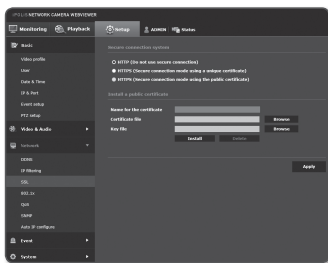 IPOLIS NETWORK CAMERA WEBVIEWER
Monitoring
Playback
Setup
ADMIN
Status
Basic
Video profile
User
Date & Time
IP & Port
Event setup
PTZ setup
Video & Audio
Network
DDNS
IP filtering
SSL
802.1x
QoS
SNMP
Auto IP configure
Event
System
Secure connection system
HTTP (Do not use secure connection)
HTTPS (Secure connection mode using a unique certificate)
HTTPS (Secure connection mode using the public certificate)
Install a public certificate
Name for the certificate
Certificate file
Browse
Key file
Browse
Install
Delete
Apply